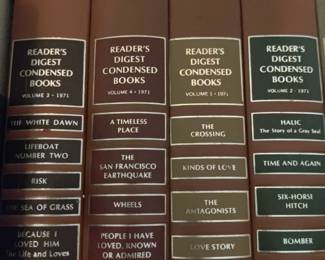 READER'S
DIGEST
CONDENSED
BOOKS
VOLUME 3 • 1971
THE WHITE DAWN
LIFEBOAT
NUMBER TWO
RISK
THE SEA OF GRASS
BECAUSE I
LOVED HIM
The Life and Loves
READER'S
DIGEST
CONDENSED
BOOKS
VOLUME 4 • 1971
A TIMELESS
PLACE
THE
SAN FRANCISCO
EARTHQUAKE
WHEELS
PEOPLE I HAVE
LOVED, KNOWN
OR ADMIRED
READER'S
DIGEST
CONDENSED
BOOKS
VOLUME 1 • 1971
THE
CROSSING
KINDS OF LOVE
THE
ANTAGONISTS
LOVE STORY
READER'S
DIGEST
CONDENSED
BOOKS
VOLUME 2 • 1971
HALIC
The Story of a Gray Seal
TIME AND AGAIN
SIX-HORSE
HITCH
BOMBER